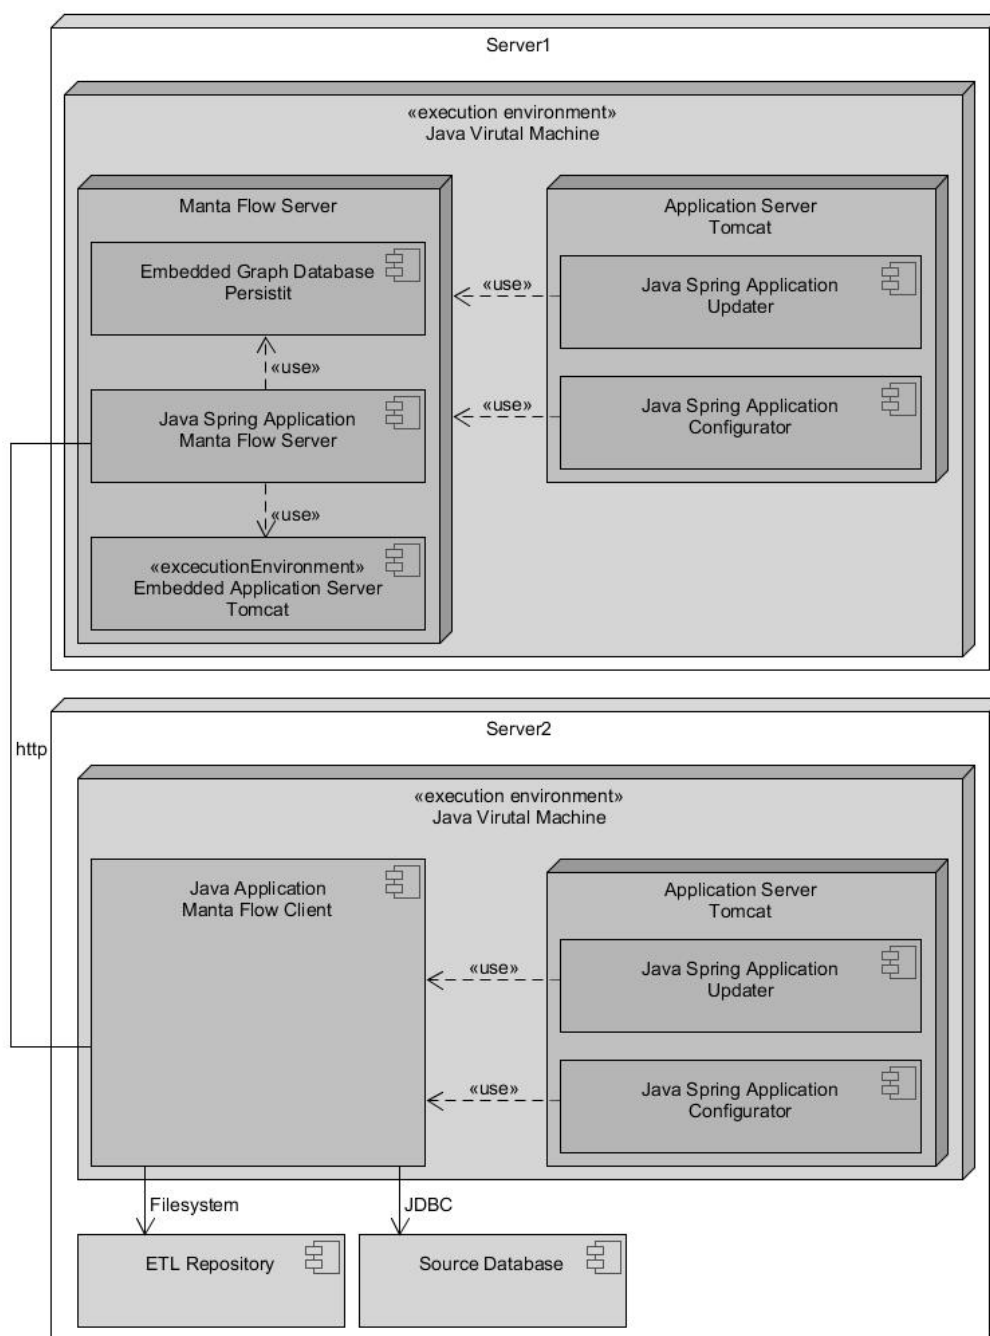 Server1
«execution environment»
Java Virutal Machine
Manta Flow Server
Embedded Graph Database
Persistit
«use»
Java Spring Application
Manta Flow Server
«use»
«excecutionEnvironment»
Embedded Application Server
Tomcat
Application Server
Tomcat
«use»
Java Spring Application
Updater
«use»
Java Spring Application
Configurator
http
Server2
«execution environment»
Java Virutal Machine
Java Application
Manta Flow Client
Application Server
Tomcat
«use»
Java Spring Application
Updater
«use»
Java Spring Application
Configurator
Filesystem
JDBC
ETL Repository
Source Database